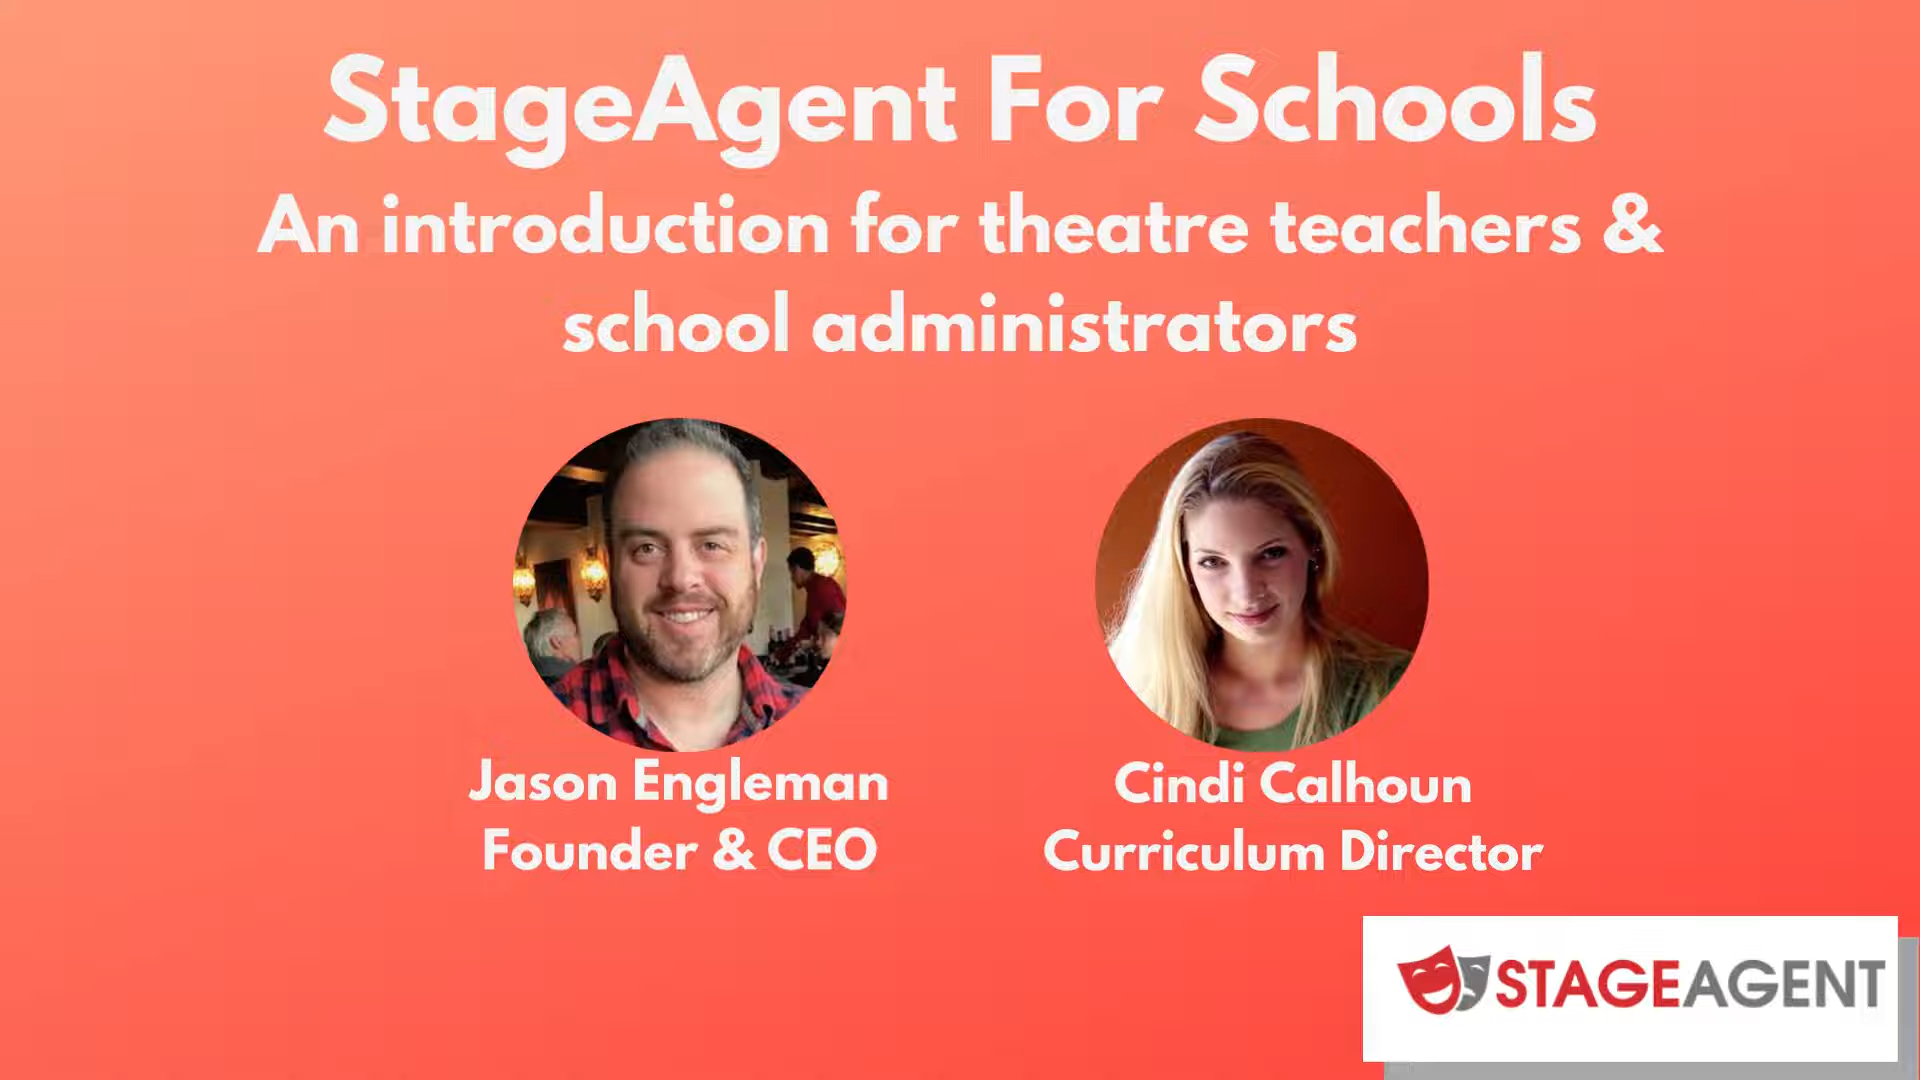 StageAgent For Schools
An introduction for theatre teachers &
school administrators
Jason Engleman
Founder & CEO
Cindi Calhoun
Curriculum Director
STAGEAGENT